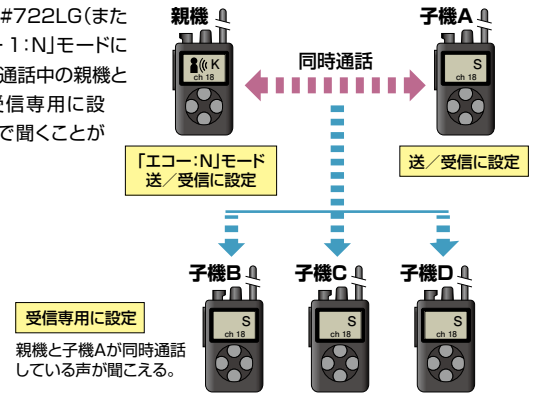 #722LG(また
ー1:N」モードに
通話中の親機と
受信専用に設
で聞くことが
親機
子機A
K
ch 18
同時通話
S
ch 18
「エコー:N」モード
送／受信に設定
送／受信に設定
子機B
子機C
子機D
S
ch 18
S
ch 18
S
ch 18
受信専用に設定
親機と子機Aが同時通話
している声が聞こえる。